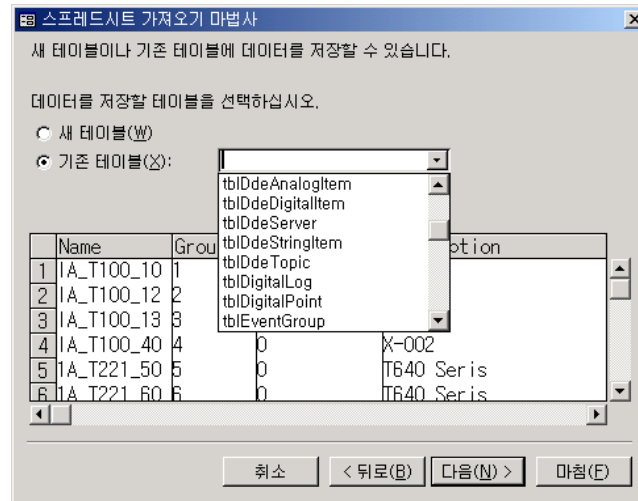 스프레드시트 가져오기 마법사
새 테이블이나 기존 테이블에 데이터를 저장할 수 있습니다.
데이터를 저장할 테이블을 선택하십시오.
새 테이블(W)
기존 테이블(X):
tblDdeAnalogItem
tblDdeDigitalItem
tblDdeServer
tblDdeStringItem
tblDdeTopic
tblDigitalLog
tblDigitalPoint
tblEventGroup
Name Grou ption
1 IA_T100_10 1
2 IA_T100_12 2
3 IA_T100_13 3
4 IA_T100_40 4 0 X-002
5 1A_T221_50 5 0 T640 Seris
6 1A_T221_60 6 0 T640 Seris
취소 < 뒤로(B) 다음(N) > 마침(F)